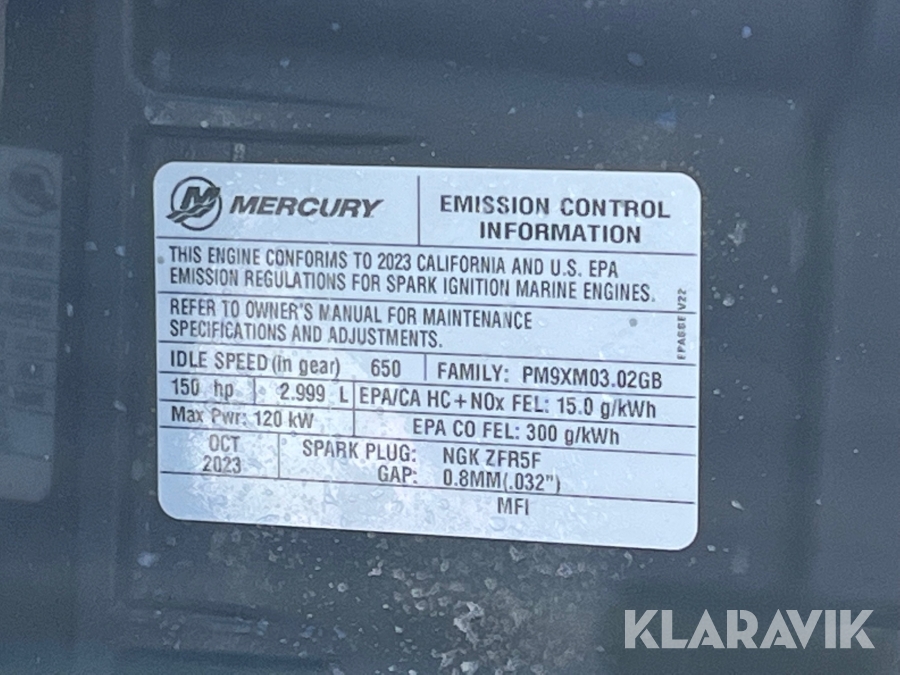 MERCURY
EMISSION CONTROL
INFORMATION
THIS ENGINE CONFORMS TO 2023 CALIFORNIA AND U.S. EPA
EMISSION REGULATIONS FOR SPARK IGNITION MARINE ENGINES.
REFER TO OWNER'S MANUAL FOR MAINTENANCE
SPECIFICATIONS AND ADJUSTMENTS.
IDLE SPEED (in gear) 650
FAMILY: PM9XM03.02GB
150 hp 2.999 L
EPA/CA HC+NOx FEL: 15.0 g/kWh
Max Pwr: 120 kW
EPA CO FEL: 300 g/kWh
OCT
2023
SPARK PLUG: NGK ZFR5F
GAP: 0.8MM(.032")
MFI
V22
KLARAVIK